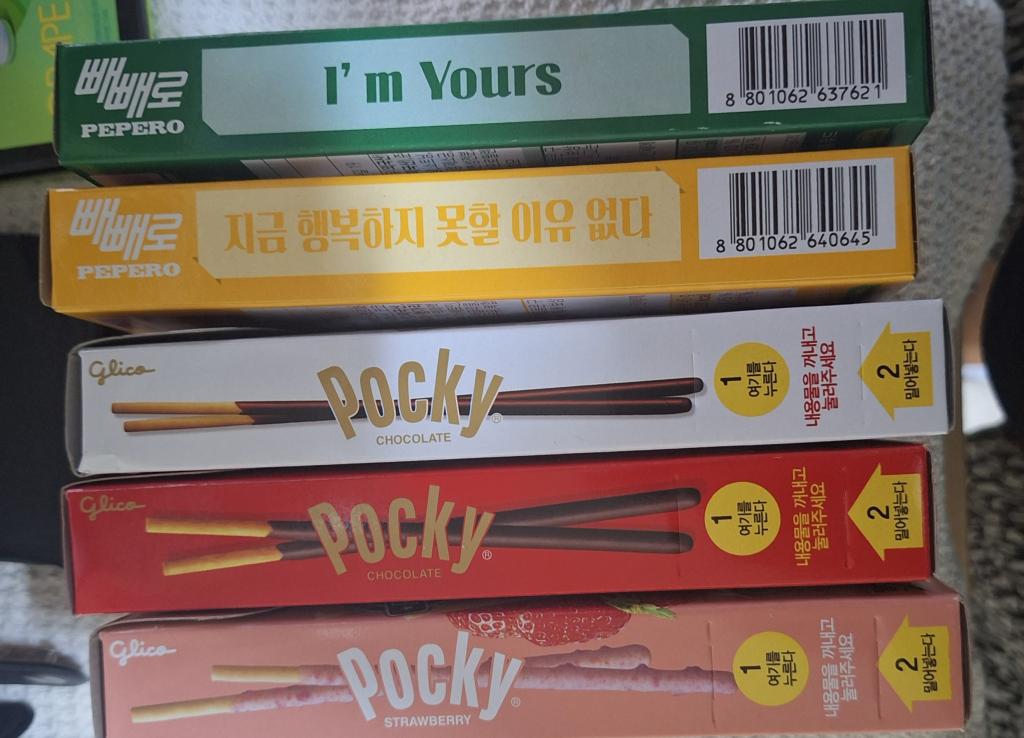 빼빼로
PEPERO
I'm Yours
8 801062 637621
빼빼로
PEPERO
지금 행복하지 못할 이유 없다
8 801062 640645
Glico
Pocky®
CHOCOLATE
1
여기를
누른다
내용물을 꺼내고
눌러주세요
2
밀어넣는다
Glico
Pocky®
CHOCOLATE
1
여기를
누른다
내용물을 꺼내고
눌러주세요
2
밀어넣는다
Glico
Pocky®
STRAWBERRY
1
여기를
누른다
내용물을 꺼내고
눌러주세요
2
밀어넣는다